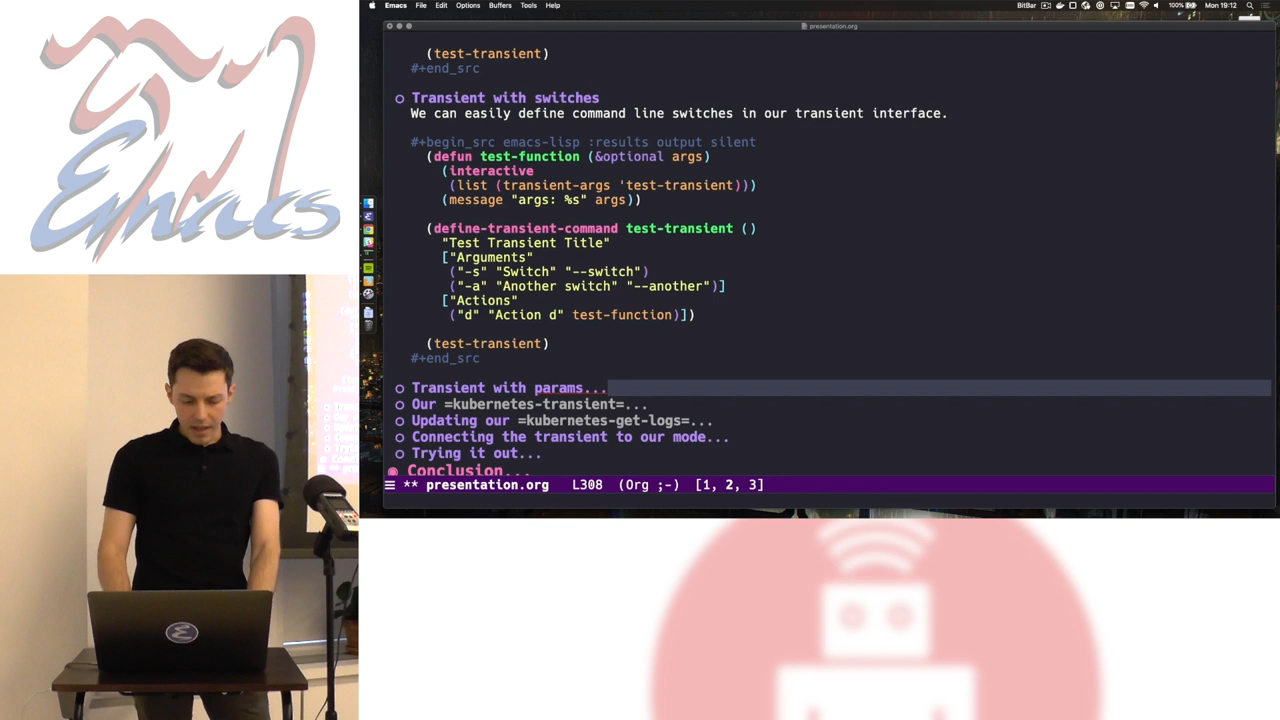 Emacs
Emacs File Edit Options Buffers Tools Help
BitBar 100% Mon 19:12
presentation.org
(test-transient)
#+end_src
Transient with switches
We can easily define command line switches in our transient interface.
#+begin_src emacs-lisp :results output silent
(defun test-function (&optional args)
(interactive
(list (transient-args 'test-transient)))
(message "args: %s" args))
(define-transient-command test-transient ()
"Test Transient Title"
["Arguments"
("-s" "Switch" "--switch")
("-a" "Another switch" "--another")]
["Actions"
("d" "Action d" test-function)])
(test-transient)
#+end_src
Transient with params...
Our =kubernetes-transient=...
Updating our =kubernetes-get-logs=...
Connecting the transient to our mode...
Trying it out...
Conclusion...
** presentation.org L308 (Org ;-) [1, 2, 3]